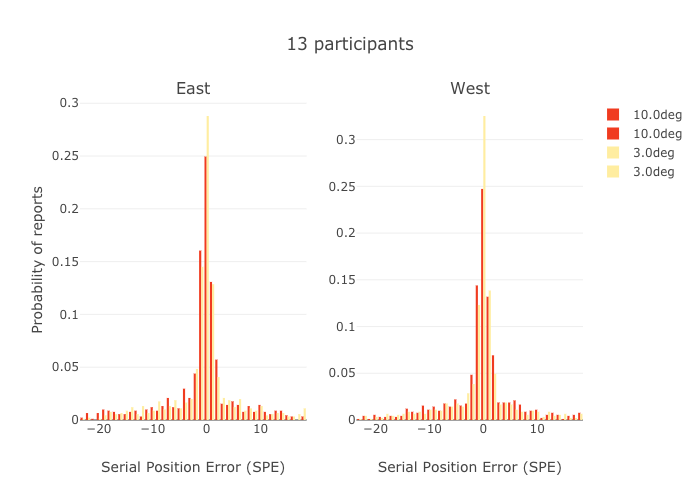 13 participants
East
West
10.0deg
10.0deg
3.0deg
3.0deg
Probability of reports
0.3
0.25
0.2
0.15
0.1
0.05
0
−20
−10
0
10
0.3
0.25
0.2
0.15
0.1
0.05
0
−20
−10
0
10
Serial Position Error (SPE)
Serial Position Error (SPE)